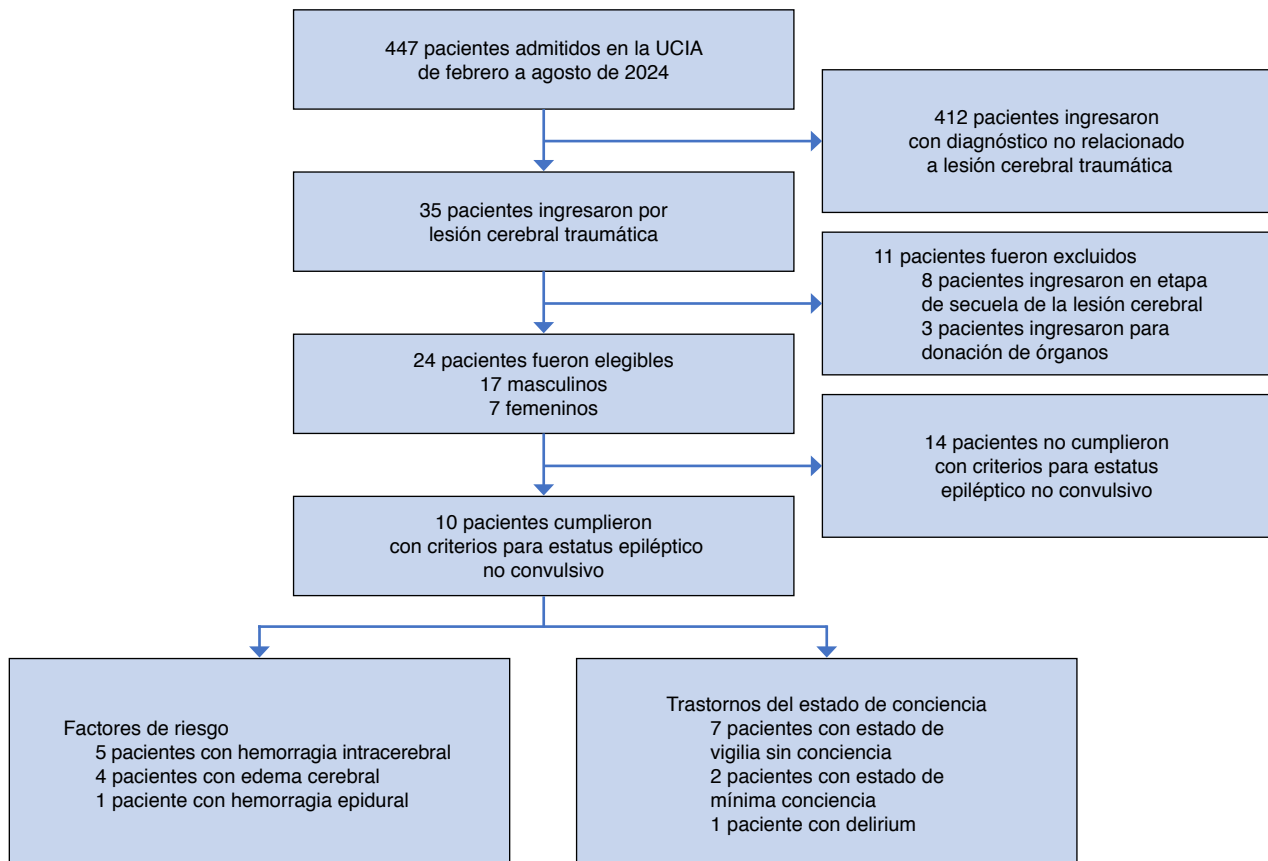 447 pacientes admitidos en la UCIA
de febrero a agosto de 2024
412 pacientes ingresaron
con diagnóstico no relacionado
a lesión cerebral traumática
35 pacientes ingresaron por
lesión cerebral traumática
11 pacientes fueron excluidos
8 pacientes ingresaron en etapa
de secuela de la lesión cerebral
3 pacientes ingresaron para
donación de órganos
24 pacientes fueron elegibles
17 masculinos
7 femeninos
14 pacientes no cumplieron
con criterios para estatus
epiléptico no convulsivo
10 pacientes cumplieron
con criterios para estatus epiléptico
no convulsivo
Factores de riesgo
5 pacientes con hemorragia intracerebral
4 pacientes con edema cerebral
1 paciente con hemorragia epidural
Trastornos del estado de conciencia
7 pacientes con estado de
vigilia sin conciencia
2 pacientes con estado de
mínima conciencia
1 paciente con delirium